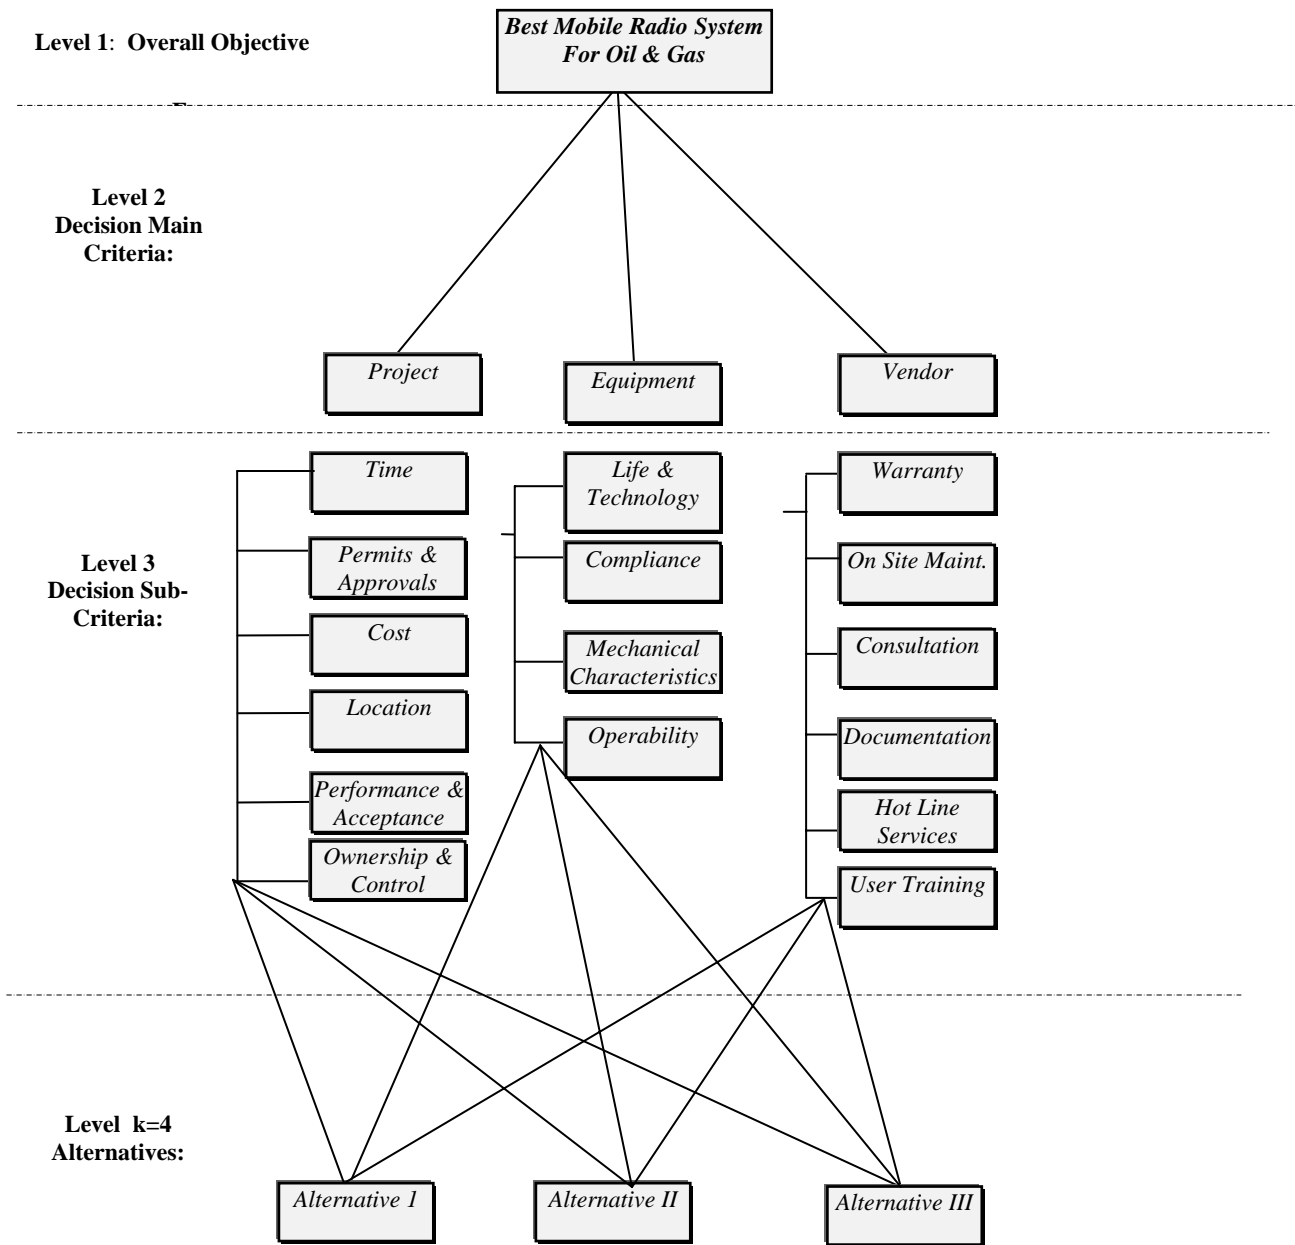 Level 1:  Overall Objective
Best Mobile Radio System
For Oil & Gas
Level 2
Decision Main
Criteria:
Project
Equipment
Vendor
Level 3
Decision Sub-
Criteria:
Time
Permits &
Approvals
Cost
Location
Performance &
Acceptance
Ownership &
Control
Life &
Technology
Compliance
Mechanical
Characteristics
Operability
Warranty
On Site Maint.
Consultation
Documentation
Hot Line
Services
User Training
Level  k=4
Alternatives:
Alternative 1
Alternative II
Alternative III